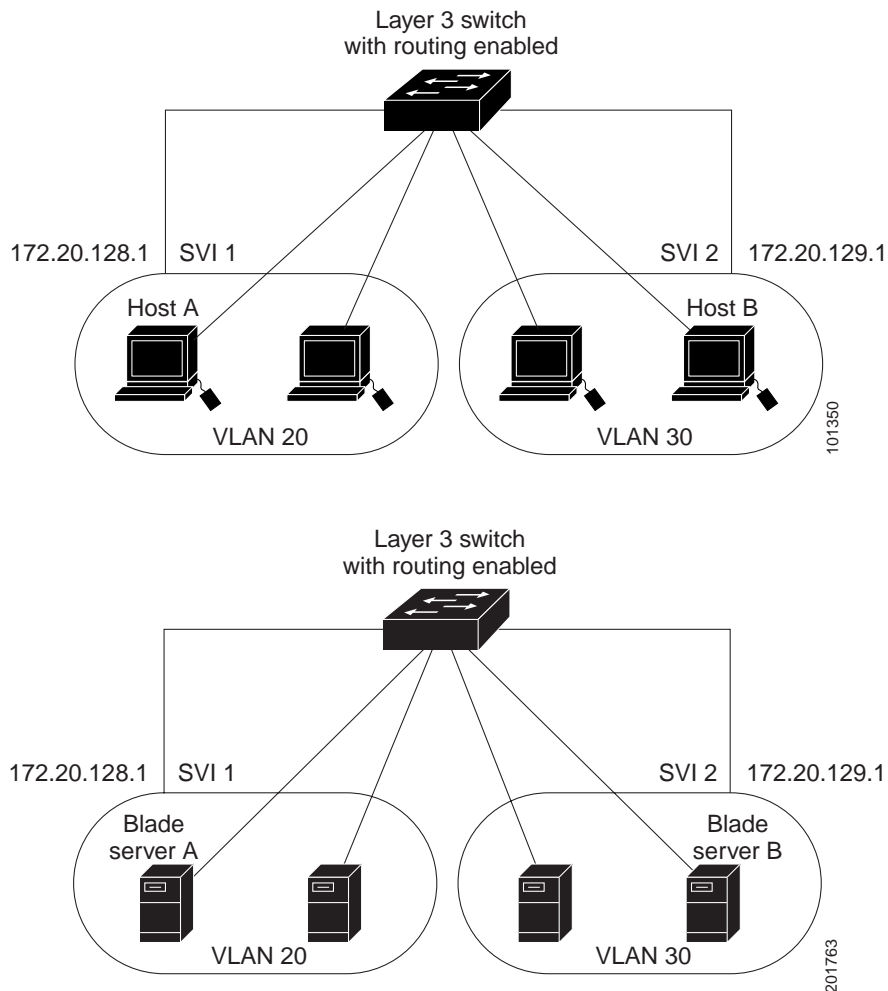 Layer 3 switch
with routing enabled
172.20.128.1 SVI 1 SVI 2 172.20.129.1
Host A Host B
VLAN 20 VLAN 30
101350
Layer 3 switch
with routing enabled
172.20.128.1 SVI 1 SVI 2 172.20.129.1
Blade Blade
server A server B
VLAN 20 VLAN 30
201763